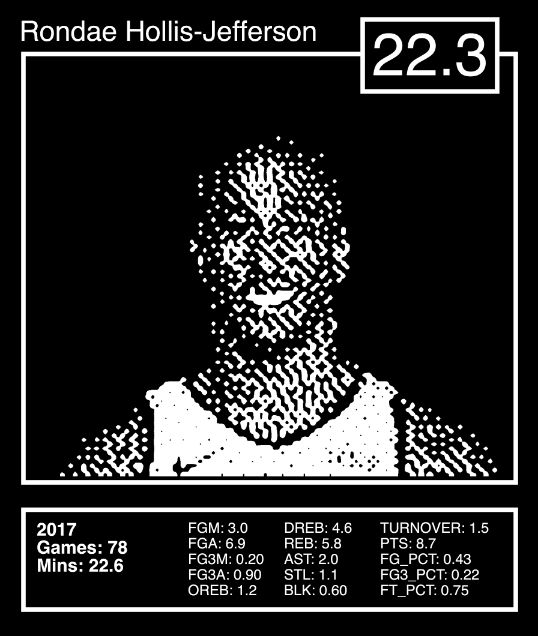 Rondae Hollis-Jefferson
22.3
2017
Games: 78
Mins: 22.6
FGM: 3.0
FGA: 6.9
FG3M: 0.20
FG3A: 0.90
OREB: 1.2
DREB: 4.6
REB: 5.8
AST: 2.0
STL: 1.1
BLK: 0.60
TURNOVER: 1.5
PTS: 8.7
FG_PCT: 0.43
FG3_PCT: 0.22
FT_PCT: 0.75